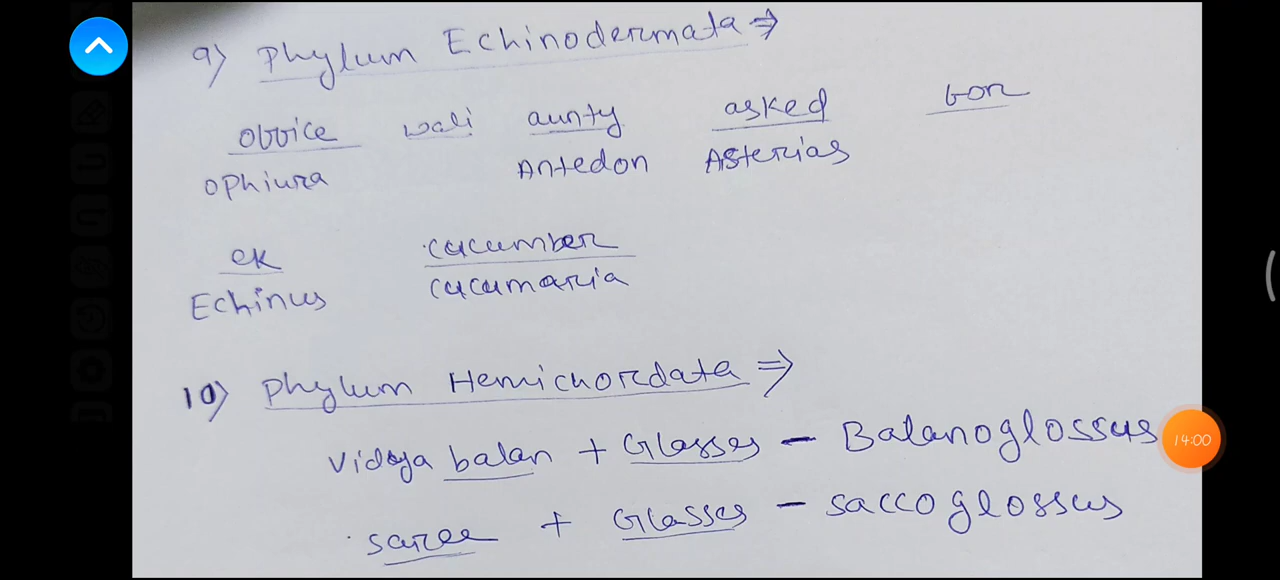 9) Phylum Echinodermata ⇒
office wali aunty asked for
Ophiura Antedon Asterias
ek cucumber
Echinus cucumaria
10) Phylum Hemichordata ⇒
Vidya balan + Glasses - Balanoglossus
14:00
saree + Glasses - saccoglossus